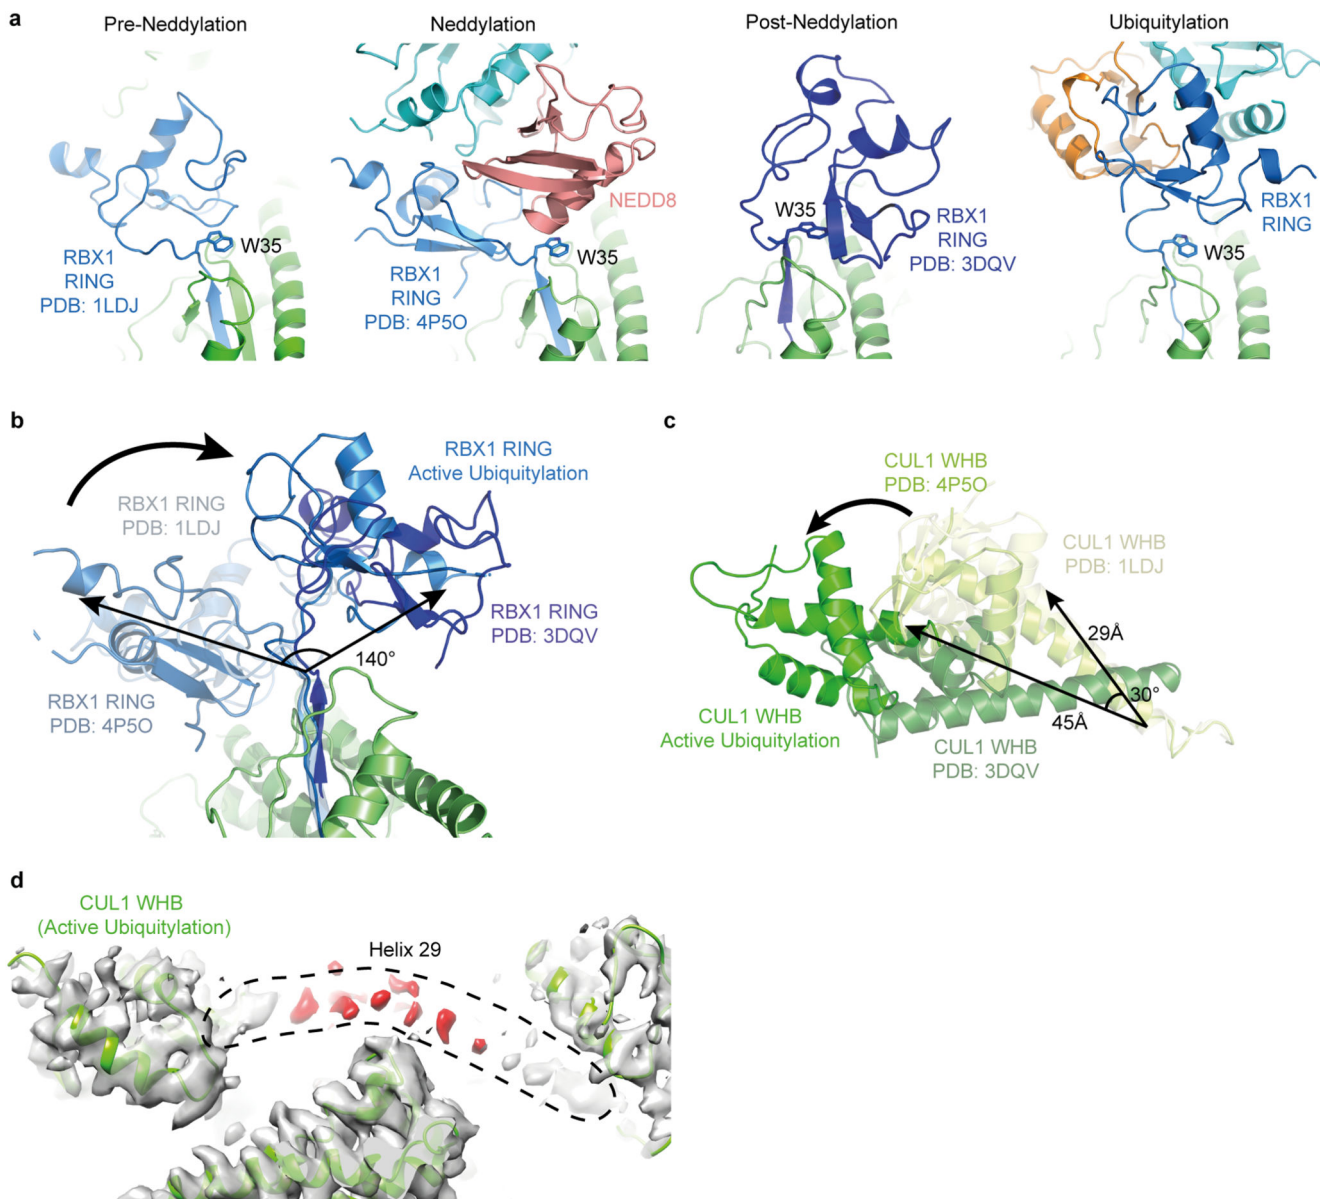 a
Pre-Neddylation
Neddylation
Post-Neddylation
Ubiquitylation
W35
RBX1
RING
PDB: 1LDJ
NEDD8
W35
RBX1
RING
PDB: 4P5O
W35
RBX1
RING
PDB: 3DQV
RBX1
RING
W35
b
RBX1 RING
Active Ubiquitylation
RBX1 RING
PDB: 1LDJ
RBX1 RING
PDB: 3DQV
140°
RBX1 RING
PDB: 4P5O
c
CUL1 WHB
PDB: 4P5O
CUL1 WHB
PDB: 1LDJ
29Å
30°
45Å
CUL1 WHB
Active Ubiquitylation
CUL1 WHB
PDB: 3DQV
d
CUL1 WHB
(Active Ubiquitylation)
Helix 29